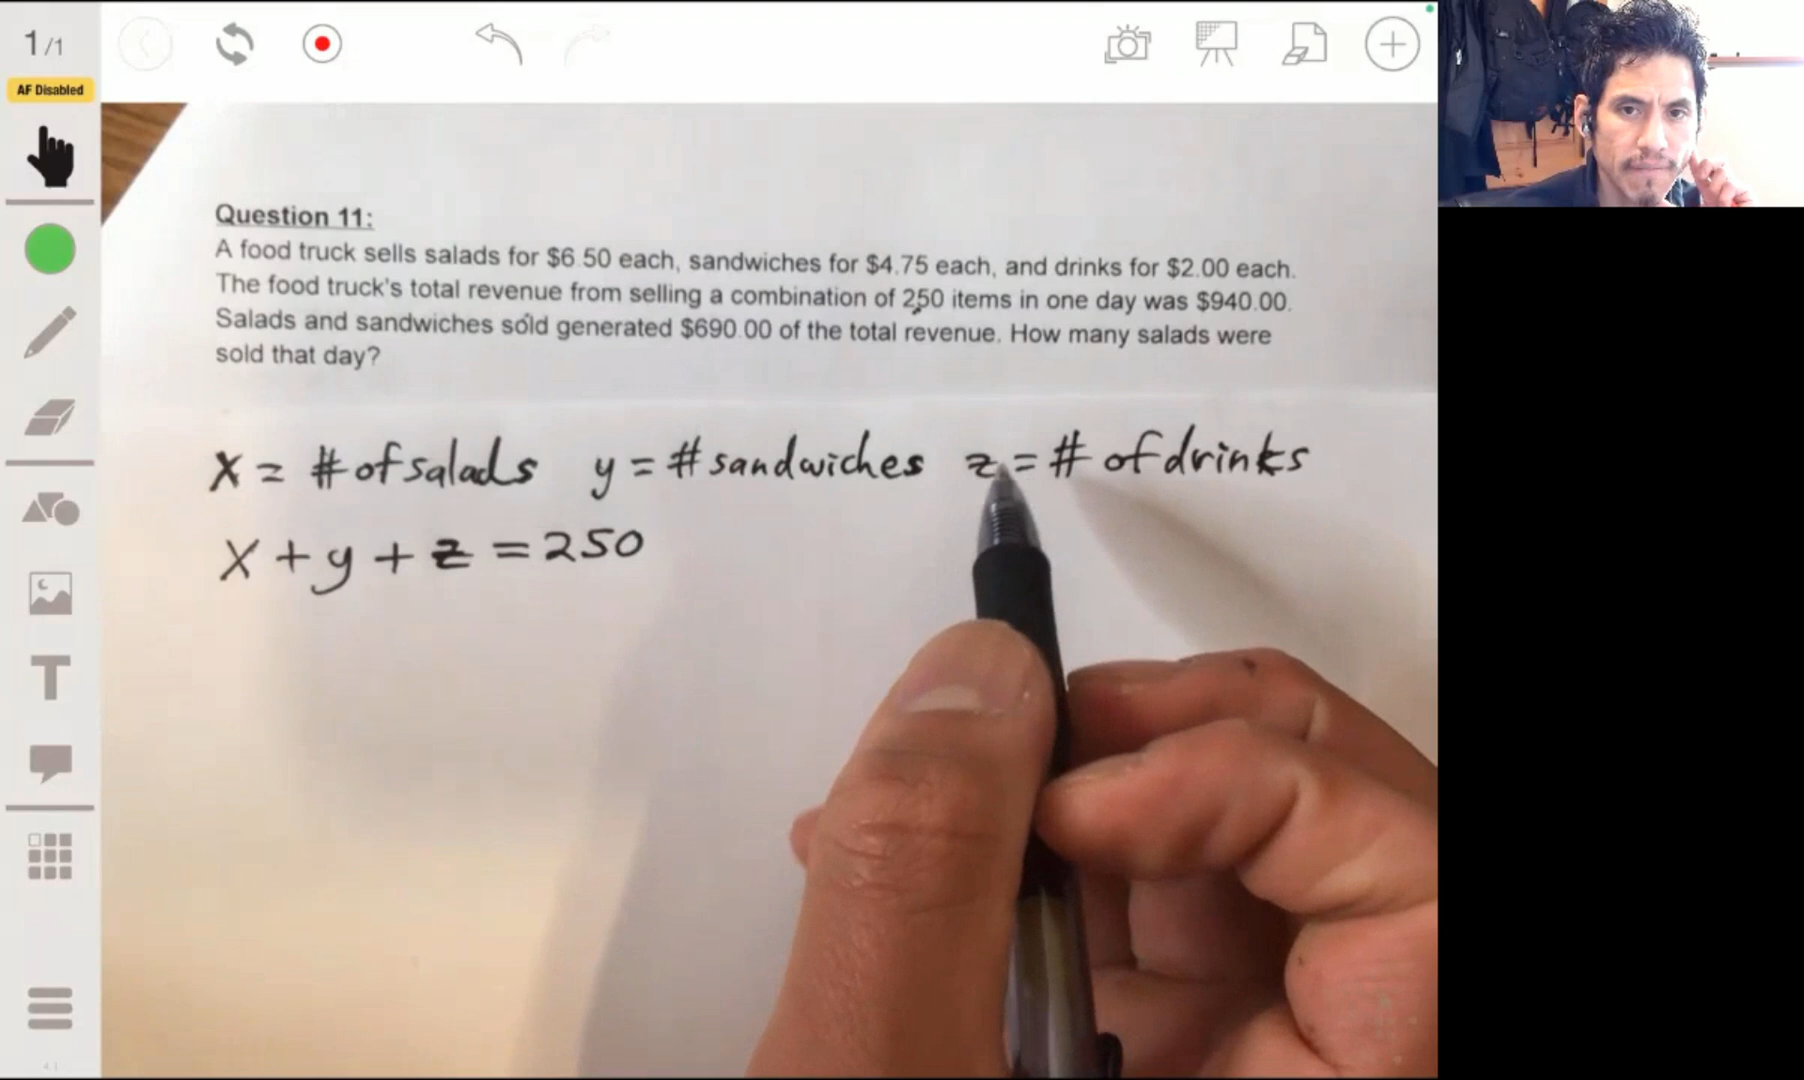 1/1
AF Disabled
Question 11:
A food truck sells salads for $6.50 each, sandwiches for $4.75 each, and drinks for $2.00 each.
The food truck's total revenue from selling a combination of 250 items in one day was $940.00.
Salads and sandwiches sold generated $690.00 of the total revenue. How many salads were
sold that day?
x = # of salads y = # sandwiches z = # of drinks
x + y + z = 250
T